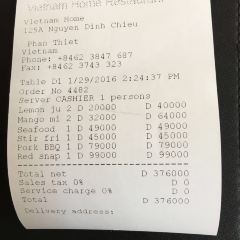 Vietnam Home Restaurant
Vietnam Home
125A Nguyen Dinh Chieu
Phan Thiet
Vietnam
Phone: +8462 3847 687
Fax: +8462 3743 323
Table D1 1/29/2016 2:24:37 PM
Order No 4482
Server CASHIER 1 persons
Lemon ju 2 D 20000 D 40000
Mango mi 2 D 32000 D 64000
Seafood 1 D 49000 D 49000
Stir fri 1 D 45000 D 45000
Pork BBQ 1 D 79000 D 79000
Red snap 1 D 99000 D 99000
Total net D 376000
Sales tax 0% D 0
Service charge 0% D 0
Total D 376000
Delivery address: